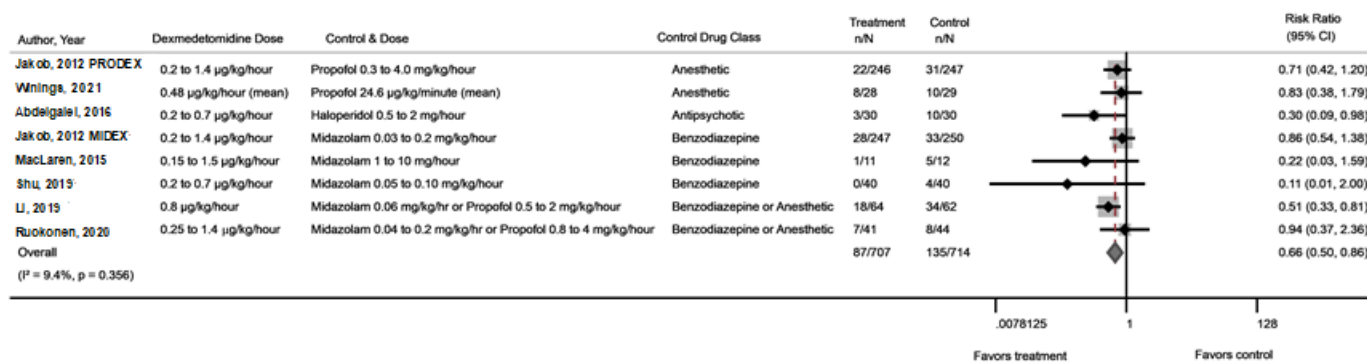 Treatment Control Risk Ratio
Author, Year Dexmedetomidine Dose Control & Dose Control Drug Class n/N n/N (95% CI)
Jakob, 2012 PRODEX 0.2 to 1.4 µg/kg/hour Propofol 0.3 to 4.0 mg/kg/hour Anesthetic 22/246 31/247 0.71 (0.42, 1.20)
Winings, 2021 0.48 µg/kg/hour (mean) Propofol 24.6 µg/kg/minute (mean) Anesthetic 8/28 10/29 0.83 (0.38, 1.79)
Abdelgalel, 2016 0.2 to 0.7 µg/kg/hour Haloperidol 0.5 to 2 mg/hour Antipsychotic 3/30 10/30 0.30 (0.09, 0.98)
Jakob, 2012 MIDEX 0.2 to 1.4 µg/kg/hour Midazolam 0.03 to 0.2 mg/kg/hour Benzodiazepine 28/247 33/250 0.86 (0.54, 1.38)
MacLaren, 2015 0.15 to 1.5 µg/kg/hour Midazolam 1 to 10 mg/hour Benzodiazepine 1/11 5/12 0.22 (0.03, 1.59)
Shu, 2019 0.2 to 0.7 µg/kg/hour Midazolam 0.05 to 0.10 mg/kg/hour Benzodiazepine 0/40 4/40 0.11 (0.01, 2.00)
Li, 2019 0.8 µg/kg/hour Midazolam 0.06 mg/kg/hr or Propofol 0.5 to 2 mg/kg/hour Benzodiazepine or Anesthetic 18/64 34/62 0.51 (0.33, 0.81)
Ruokonen, 2020 0.25 to 1.4 µg/kg/hour Midazolam 0.04 to 0.2 mg/kg/hr or Propofol 0.8 to 4 mg/kg/hour Benzodiazepine or Anesthetic 7/41 8/44 0.94 (0.37, 2.36)
Overall 87/707 135/714 0.66 (0.50, 0.86)
(I² = 9.4%, p = 0.356)
.0078125 1 128
Favors treatment Favors control